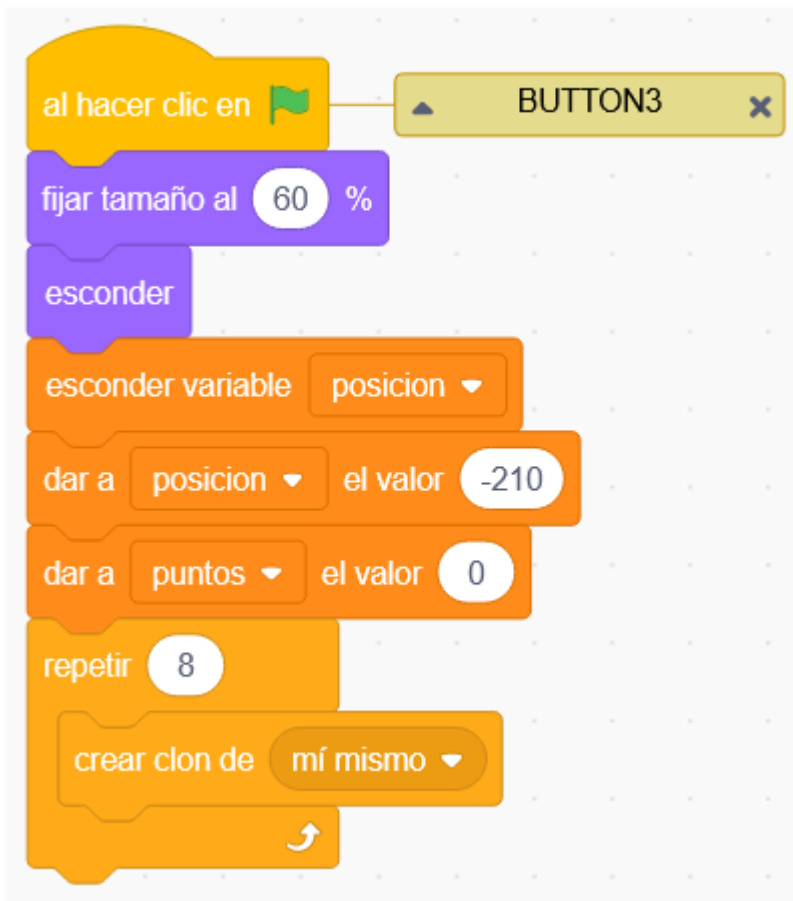 al hacer clic en BUTTON3
fijar tamaño al 60 %
esconder
esconder variable posicion
dar a posicion el valor -210
dar a puntos el valor 0
repetir 8
crear clon de mí mismo